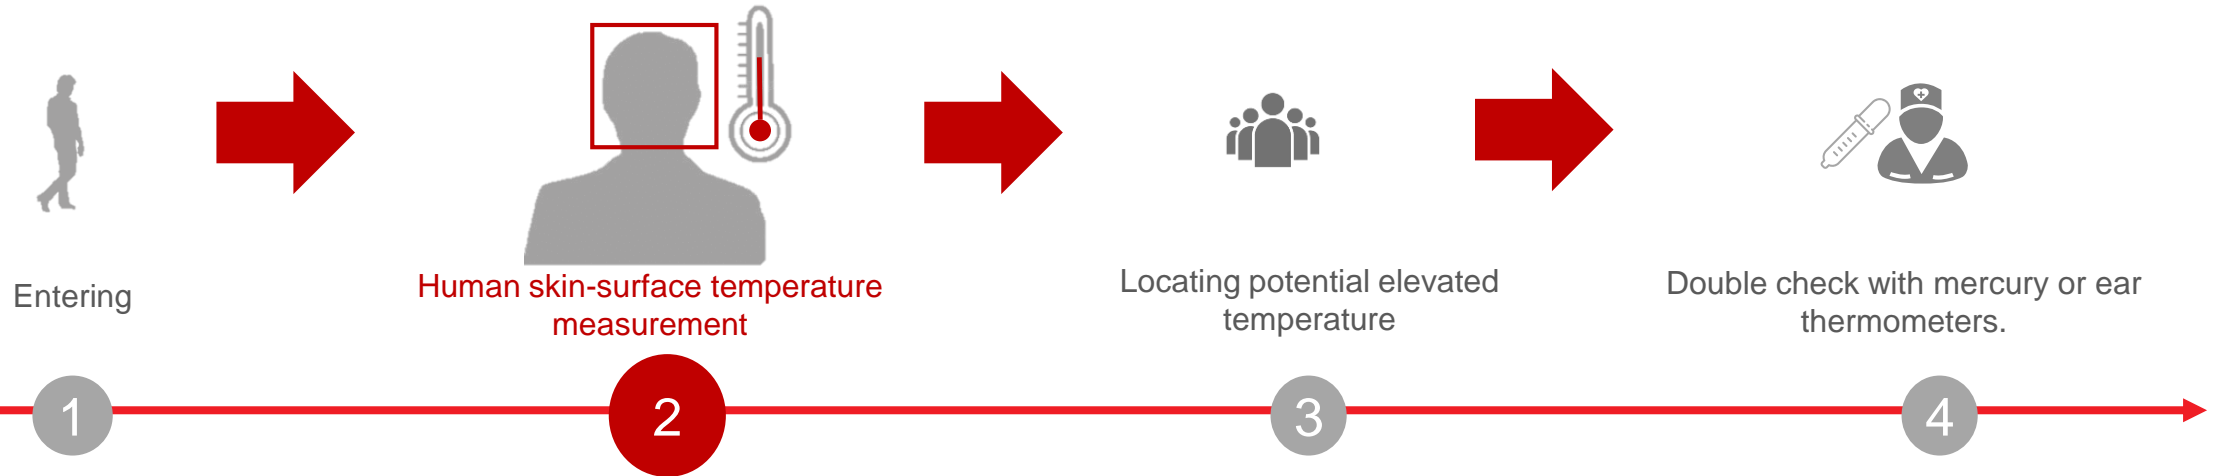 Entering
Human skin-surface temperature
measurement
Locating potential elevated
temperature
Double check with mercury or ear
thermometers.
1
2
3
4